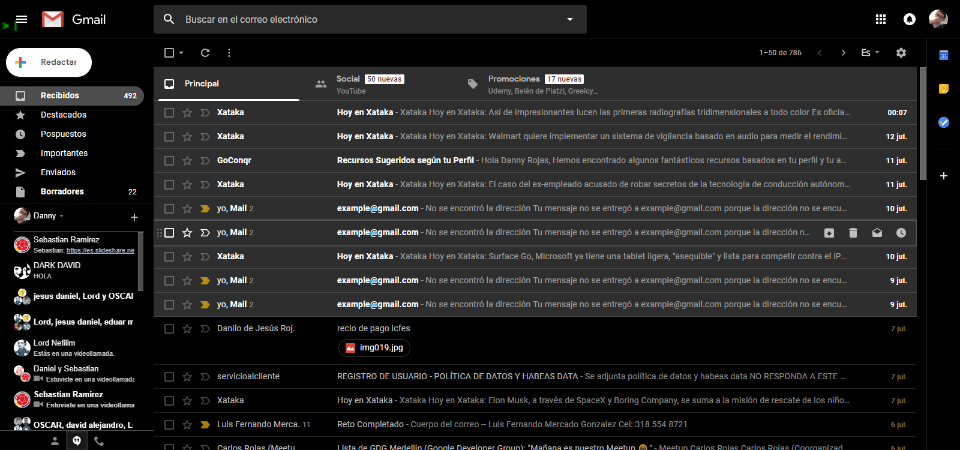 >
Gmail
Buscar en el correo electrónico
Redactar
1–50 de 786
Es
Recibidos 492
Destacados
Pospuestos
Importantes
Enviados
Borradores 22
Danny
Sebastian Ramirez
Sebastian: https://es.slideshare.ne
DARK DAVID
HOLA
jesus daniel, Lord y OSCAI
Lord, jesus daniel, eduar m
Lord Nefilim
Estás en una videollamada.
Daniel y Sebastian
Estuviste en una videollamada
Sebastian Ramirez
Estuviste en una videollamada
OSCAR, david alejandro, L
Principal
Social 50 nuevas
YouTube
Promociones 17 nuevas
Udemy, Belén de Platzi, Greelcy...
Xataka Hoy en Xataka - Xataka Hoy en Xataka: Así de impresionantes lucen las primeras radiografías tridimensionales a todo color Es oficia... 00:07
Xataka Hoy en Xataka - Xataka Hoy en Xataka: Walmart quiere implementar un sistema de vigilancia basado en audio para medir el rendimi... 12 jul.
GoConqr Recursos Sugeridos según tu Perfil - Hola Danny Rojas, Hemos encontrado algunos fantásticos recursos basados en tu perfil y tu a... 11 jul.
Xataka Hoy en Xataka - Xataka Hoy en Xataka: El caso del ex-empleado acusado de robar secretos de la tecnología de conducción autónom... 11 jul.
yo, Mail 2 example@gmail.com - No se encontró la dirección Tu mensaje no se entregó a example@gmail.com porque la dirección no se encu... 10 jul.
yo, Mail 2 example@gmail.com - No se encontró la dirección Tu mensaje no se entregó a example@gmail.com porque la dirección n...
Xataka Hoy en Xataka - Xataka Hoy en Xataka: Surface Go, Microsoft ya tiene una tablet ligera, "asequible" y lista para competir contra el iP... 10 jul.
yo, Mail 2 example@gmail.com - No se encontró la dirección Tu mensaje no se entregó a example@gmail.com porque la dirección no se encu... 9 jul.
yo, Mail 2 example@gmail.com - No se encontró la dirección Tu mensaje no se entregó a example@gmail.com porque la dirección no se encu... 9 jul.
Danilo de Jesús Roj. recio de pago icfes 7 jul.
img019.jpg
servicioalcliente REGISTRO DE USUARIO - POLÍTICA DE DATOS Y HABEAS DATA - Se adjunta política de datos y habeas data NO RESPONDA A ESTE ... 7 jul.
Xataka Hoy en Xataka - Xataka Hoy en Xataka: Elon Musk, a través de SpaceX y Boring Company, se suma a la misión de rescate de los niño... 7 jul.
Luis Fernando Merca. 11 Reto Completado - Cuerpo del correo -- Luis Fernando Mercado Gonzalez Cel: 318 554 8721 6 jul.
Carlos Rojas (Meetu. Lista de GDG Medellín (Google Developer Group): "Mañana es nuestro Meetup " - Meetup Carlos Rojas Carlos Rojas (Coorganizad... 6 jul.